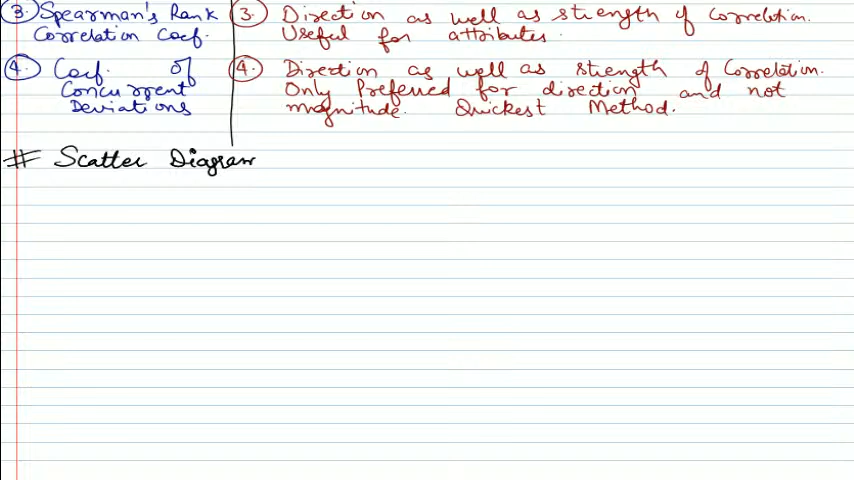 3. Spearman's Rank
Correlation Coef.
3. Direction as well as strength of correlation.
Useful for attributes.
4. Coef. of
Concurrent
Deviations
4. Direction as well as strength of Correlation.
Only Preferred for direction and not
magnitude. Quickest Method.
# Scatter Diagram